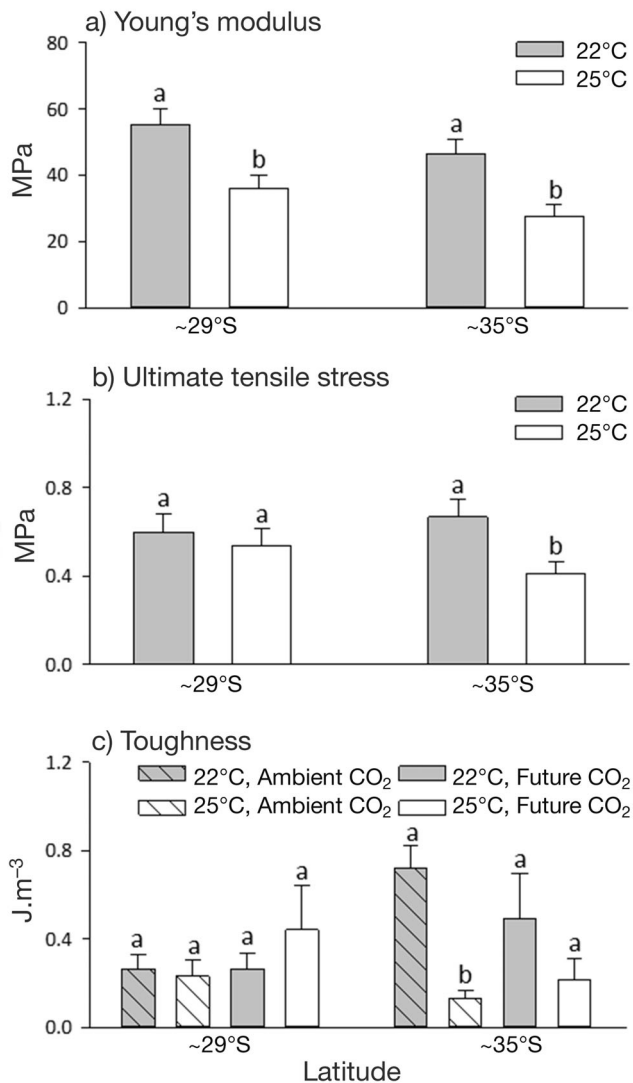 a) Young’s modulus
80
22°C
25°C
a
60
a
b
MPa
40
b
20
0
~29°S
~35°S
b) Ultimate tensile stress
1.2
22°C
25°C
0.8
a
a
a
MPa
b
0.4
0.0
~29°S
~35°S
c) Toughness
1.2
22°C, Ambient CO₂
22°C, Future CO₂
25°C, Ambient CO₂
25°C, Future CO₂
a
0.8
a
a
J.m⁻³
0.4
a
a
a
a
b
0.0
~29°S
~35°S
Latitude